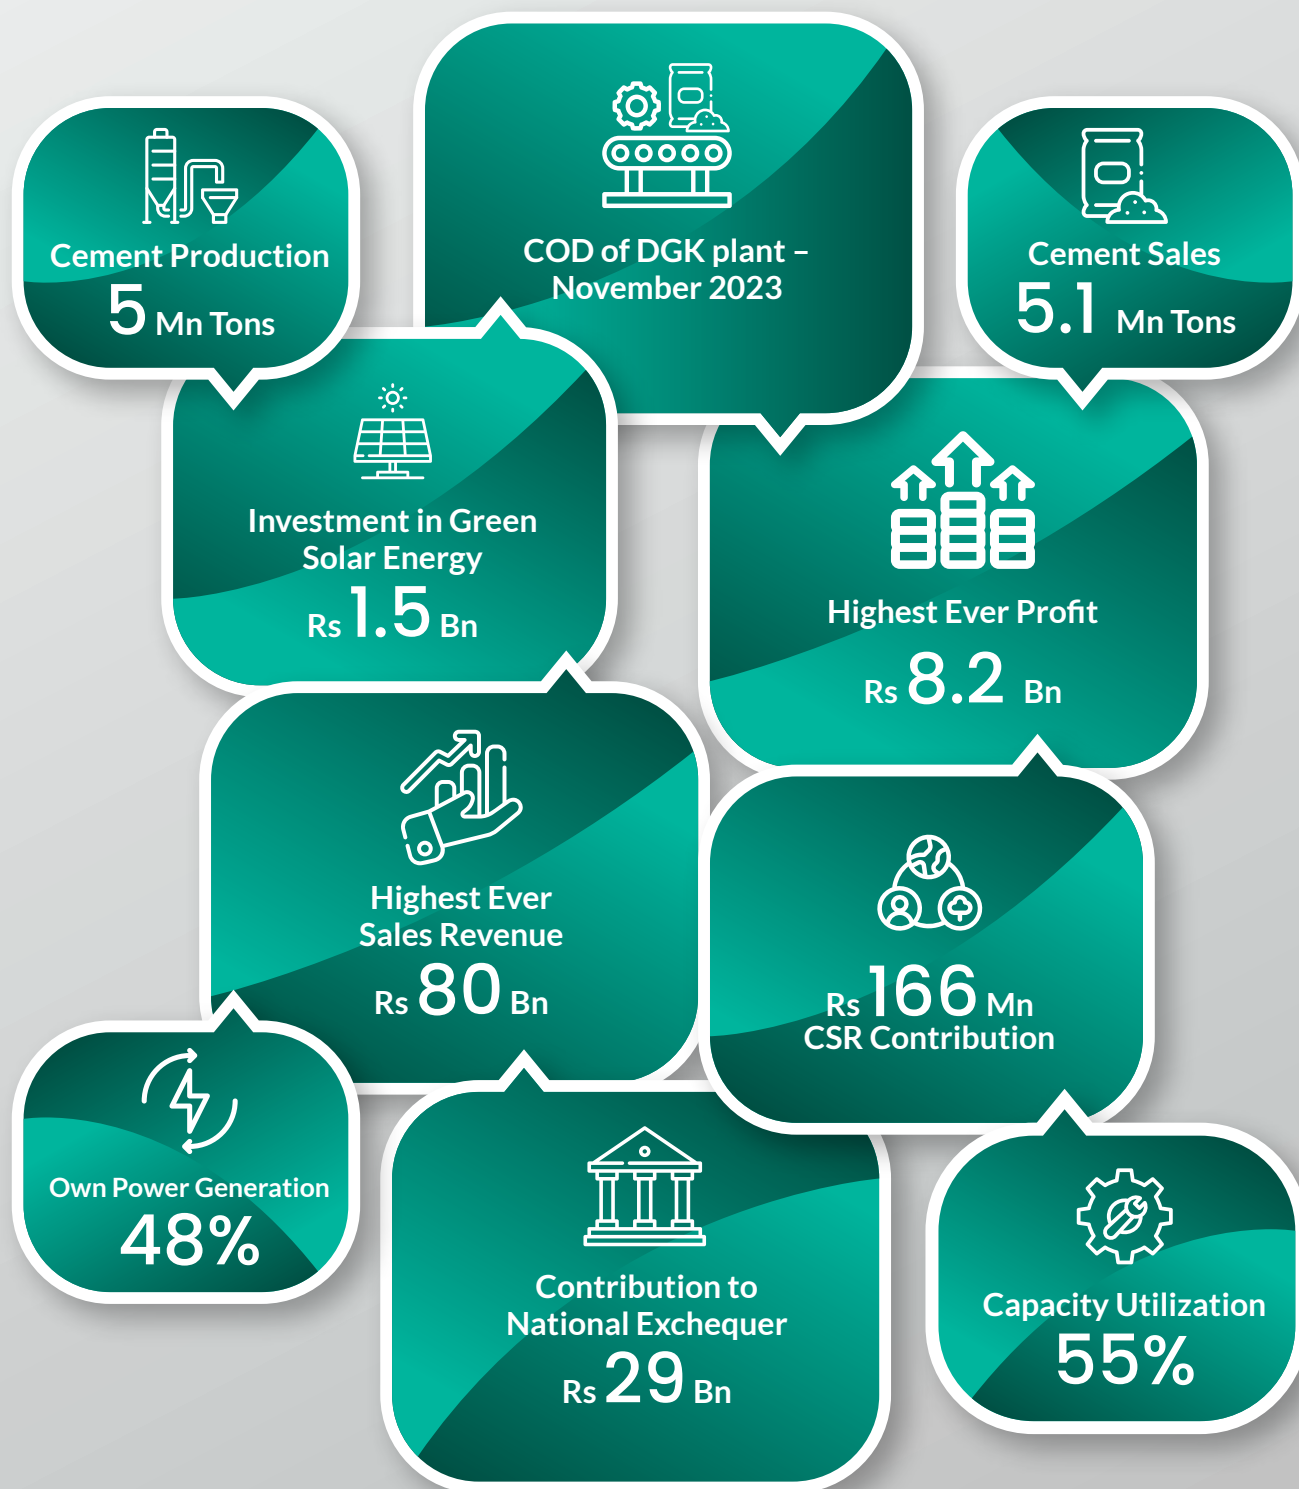 COD of DGK plant –
November 2023
Cement Production
5 Mn Tons
Cement Sales
5.1 Mn Tons
Investment in Green
Solar Energy
Rs 1.5 Bn
Highest Ever Profit
Rs 8.2 Bn
Highest Ever
Sales Revenue
Rs 80 Bn
Rs 166 Mn
CSR Contribution
Own Power Generation
48%
Contribution to
National Exchequer
Rs 29 Bn
Capacity Utilization
55%